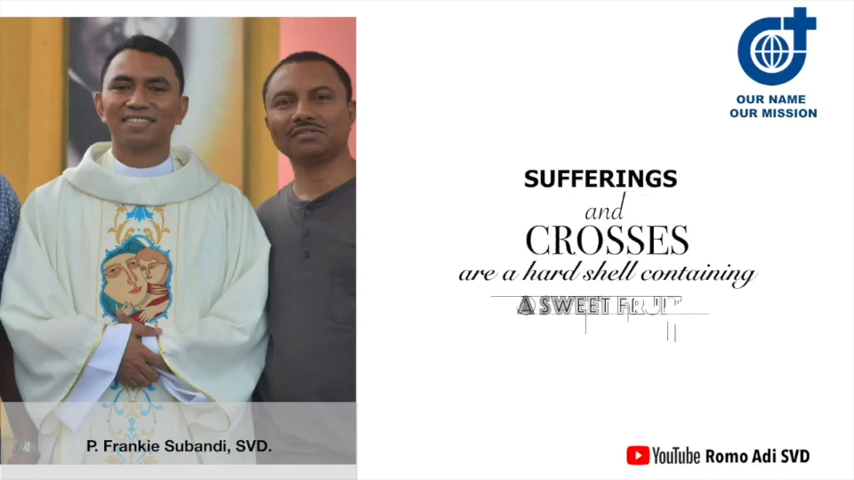 OUR NAME
OUR MISSION
SUFFERINGS
and
CROSSES
are a hard shell containing
A SWEET FRUIT
P. Frankie Subandi, SVD.
YouTube Romo Adi SVD